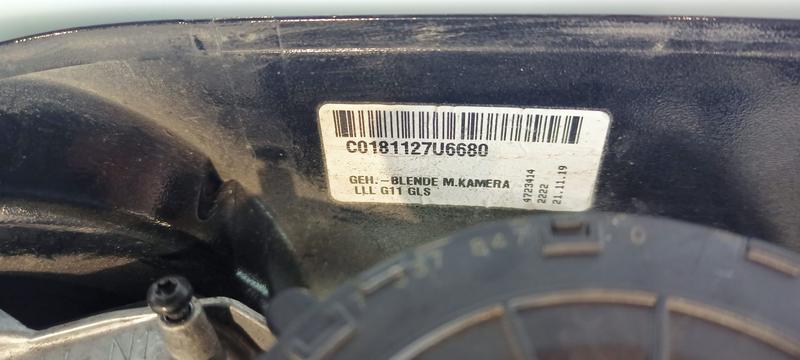 C0181127U6680
GEH.-BLENDE M.KAMERA
LLL G11 GLS
4723414
2222
21.11.19